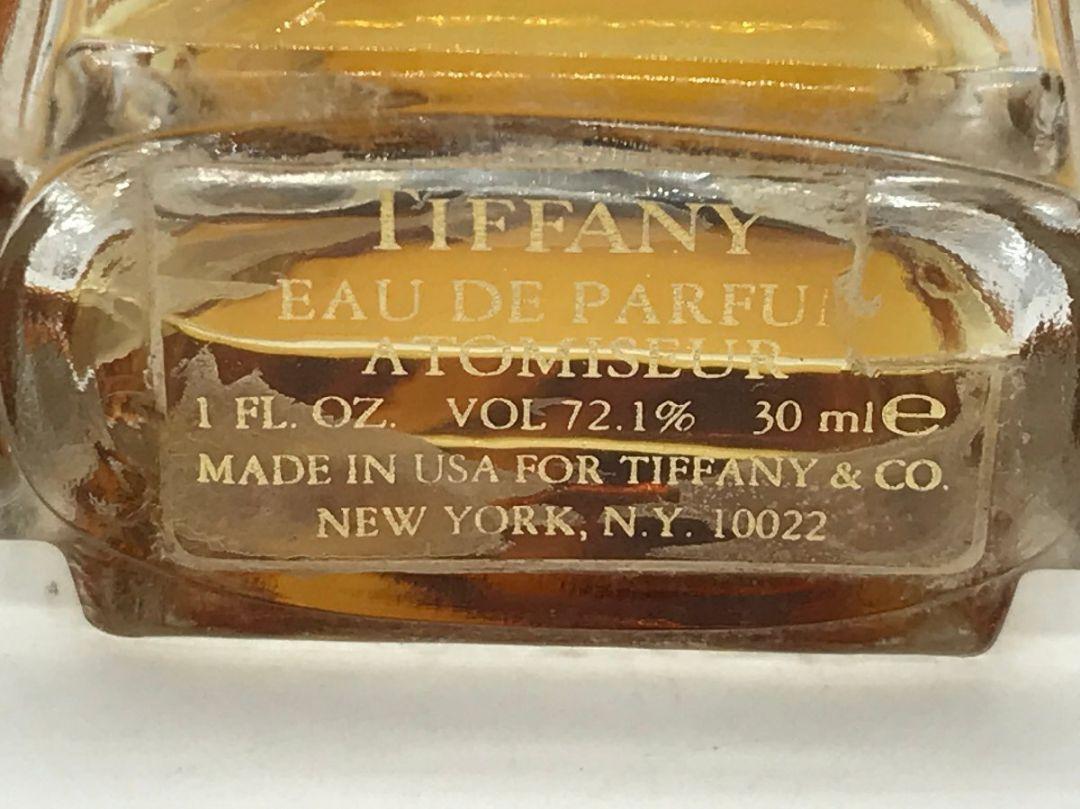 TIFFANY
EAU DE PARFUM
ATOMISEUR
1 FL. OZ. VOL 72.1% 30 ml ℮
MADE IN USA FOR TIFFANY & CO.
NEW YORK, N.Y. 10022